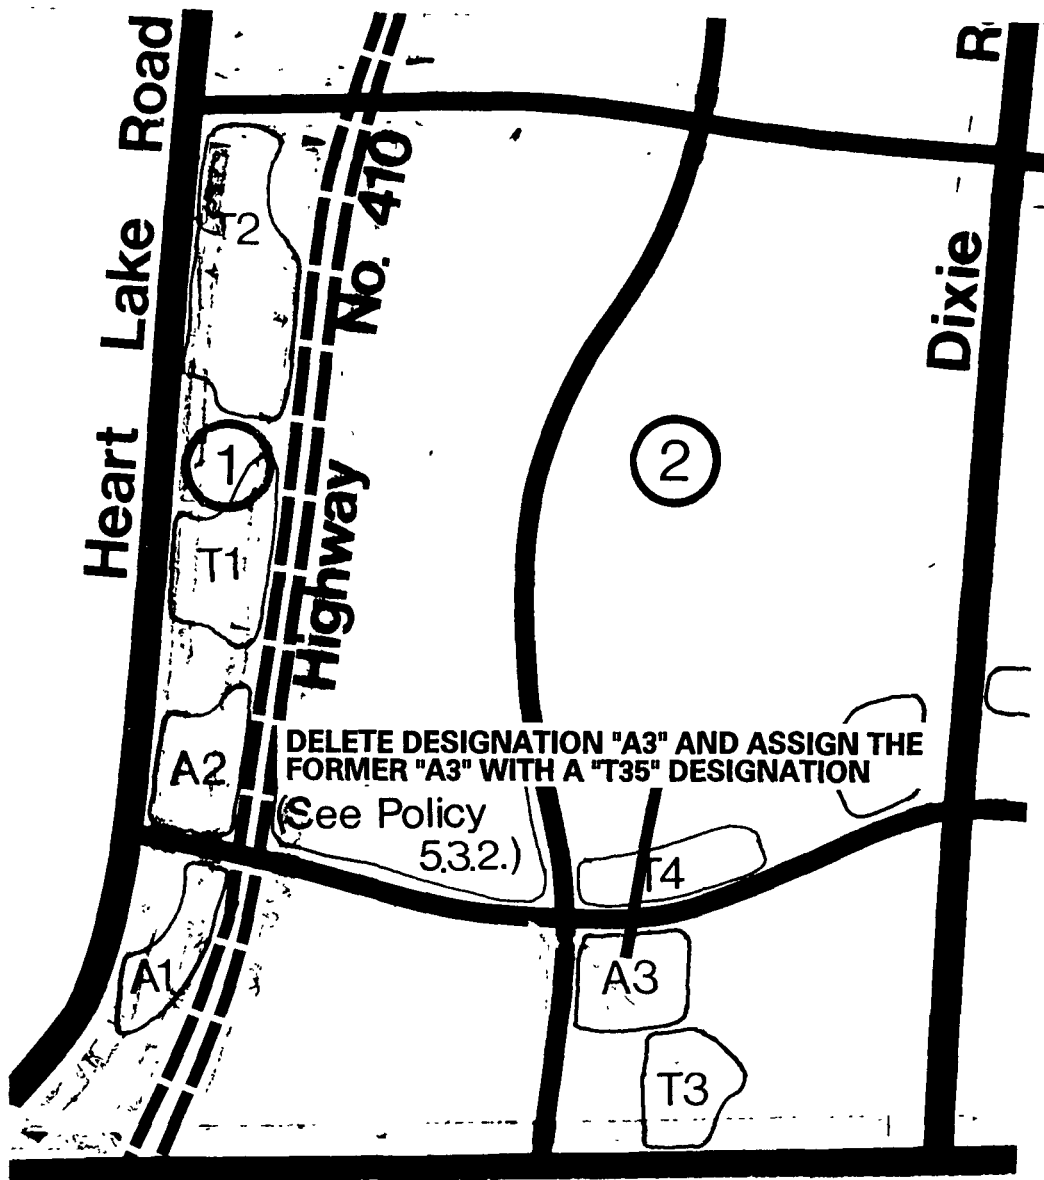 Heart Lake Road
Highway No. 410
R
Dixie
T2
1
2
T1
DELETE DESIGNATION "A3" AND ASSIGN THE
FORMER "A3" WITH A "T35" DESIGNATION
A2
(See Policy
5.3.2.)
T4
A1
A3
T3